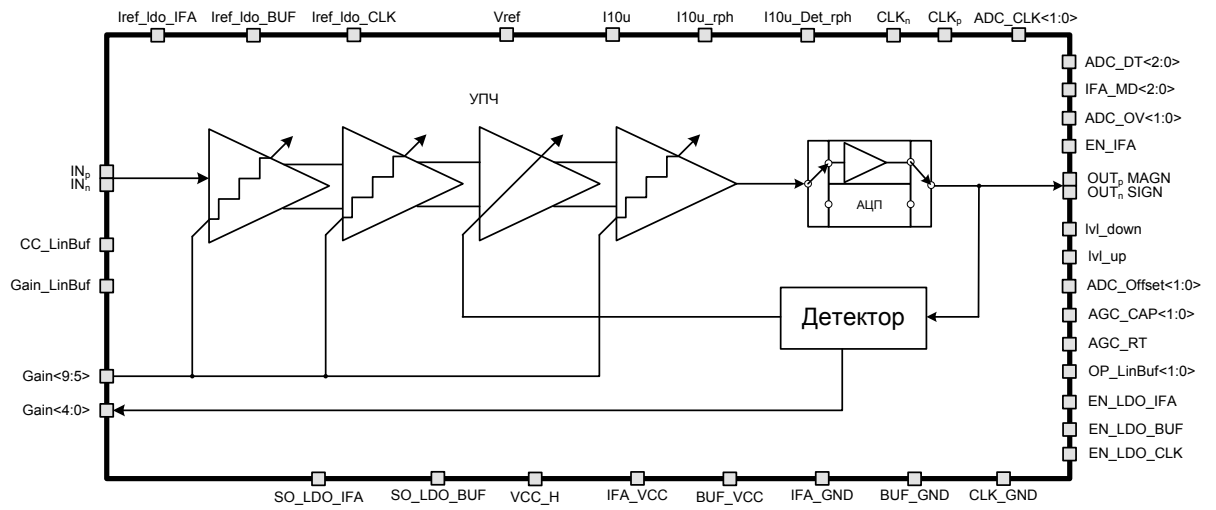 Iref_ldo_IFA
Iref_ldo_BUF
Iref_ldo_CLK
Vref
I10u
I10u_rph
I10u_Det_rph
CLKn
CLKp
ADC_CLK<1:0>
УПЧ
INp
INn
CC_LinBuf
Gain_LinBuf
Gain<9:5>
Gain<4:0>
АЦП
Детектор
ADC_DT<2:0>
IFA_MD<2:0>
ADC_OV<1:0>
EN_IFA
OUTp MAGN
OUTn SIGN
lvl_down
lvl_up
ADC_Offset<1:0>
AGC_CAP<1:0>
AGC_RT
OP_LinBuf<1:0>
EN_LDO_IFA
EN_LDO_BUF
EN_LDO_CLK
SO_LDO_IFA
SO_LDO_BUF
VCC_H
IFA_VCC
BUF_VCC
IFA_GND
BUF_GND
CLK_GND